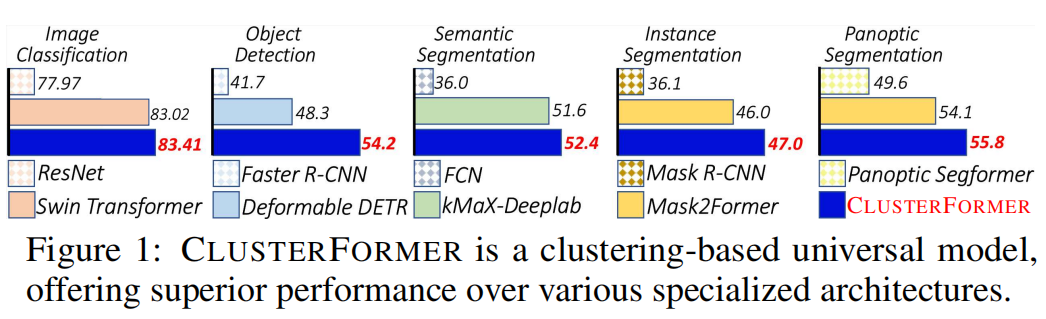 Image Classification
Object Detection
Semantic Segmentation
Instance Segmentation
Panoptic Segmentation
77.97
41.7
36.0
36.1
49.6
83.02
48.3
51.6
46.0
54.1
83.41
54.2
52.4
47.0
55.8
ResNet
Faster R-CNN
FCN
Mask R-CNN
Panoptic Segformer
Swin Transformer
Deformable DETR
kMaX-Deeplab
Mask2Former
CLUSTERFORMER
Figure 1: CLUSTERFORMER is a clustering-based universal model,
offering superior performance over various specialized architectures.